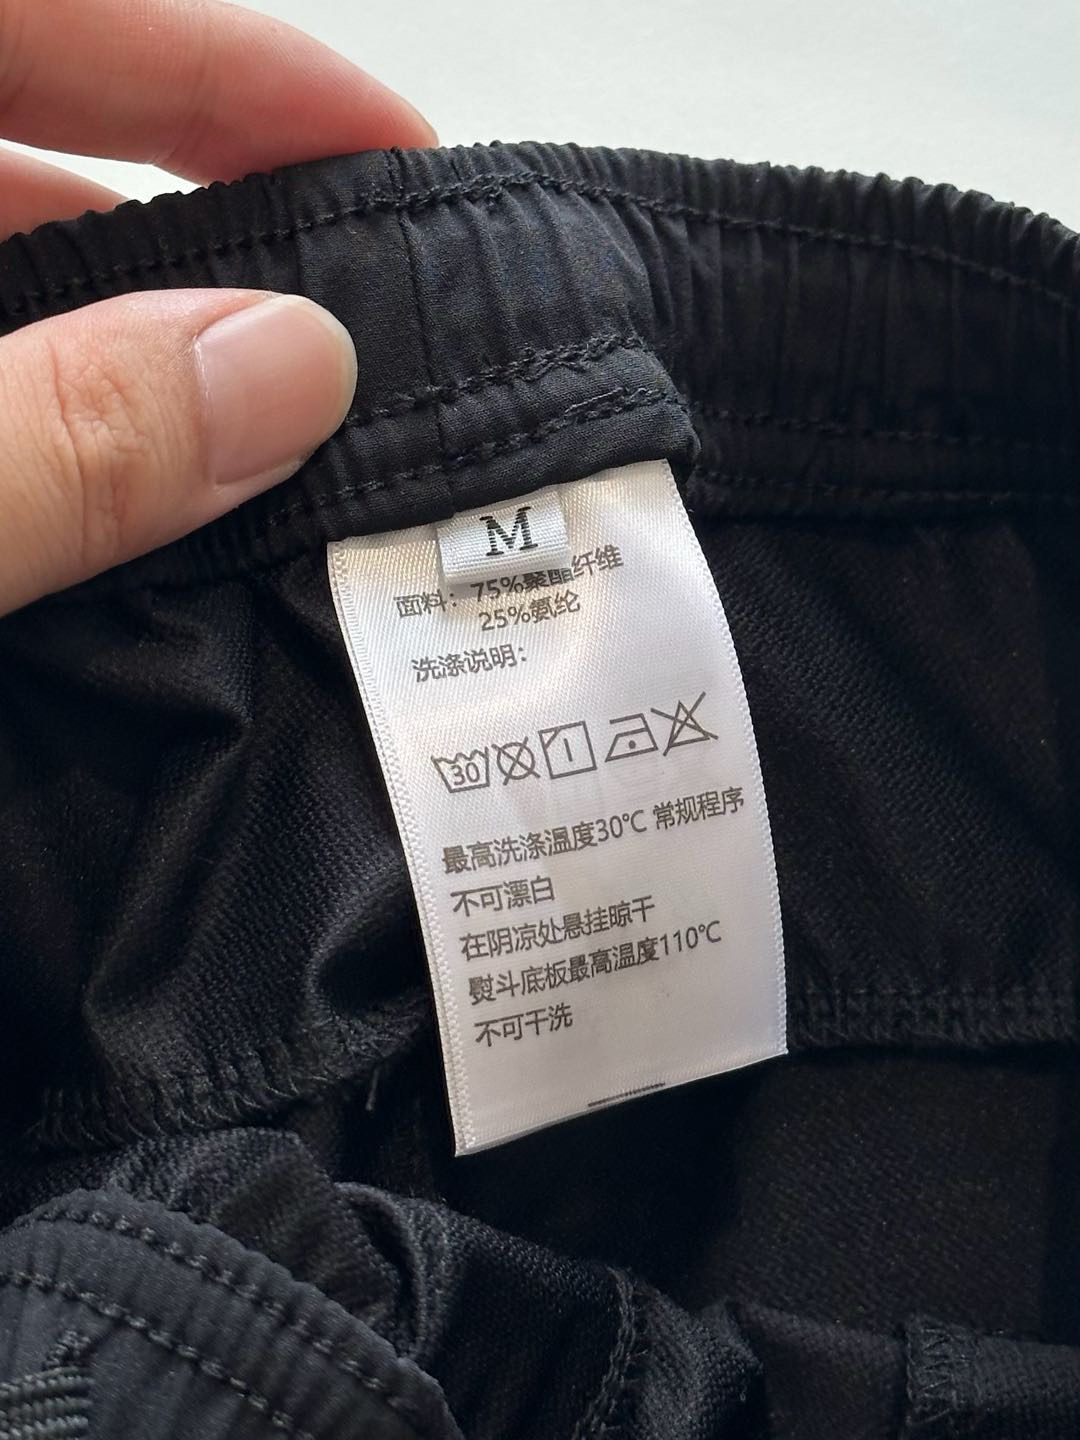 M
面料：75%聚酯纤维
25%氨纶
洗涤说明：
30
最高洗涤温度30℃ 常规程序
不可漂白
在阴凉处悬挂晾干
熨斗底板最高温度110℃
不可干洗